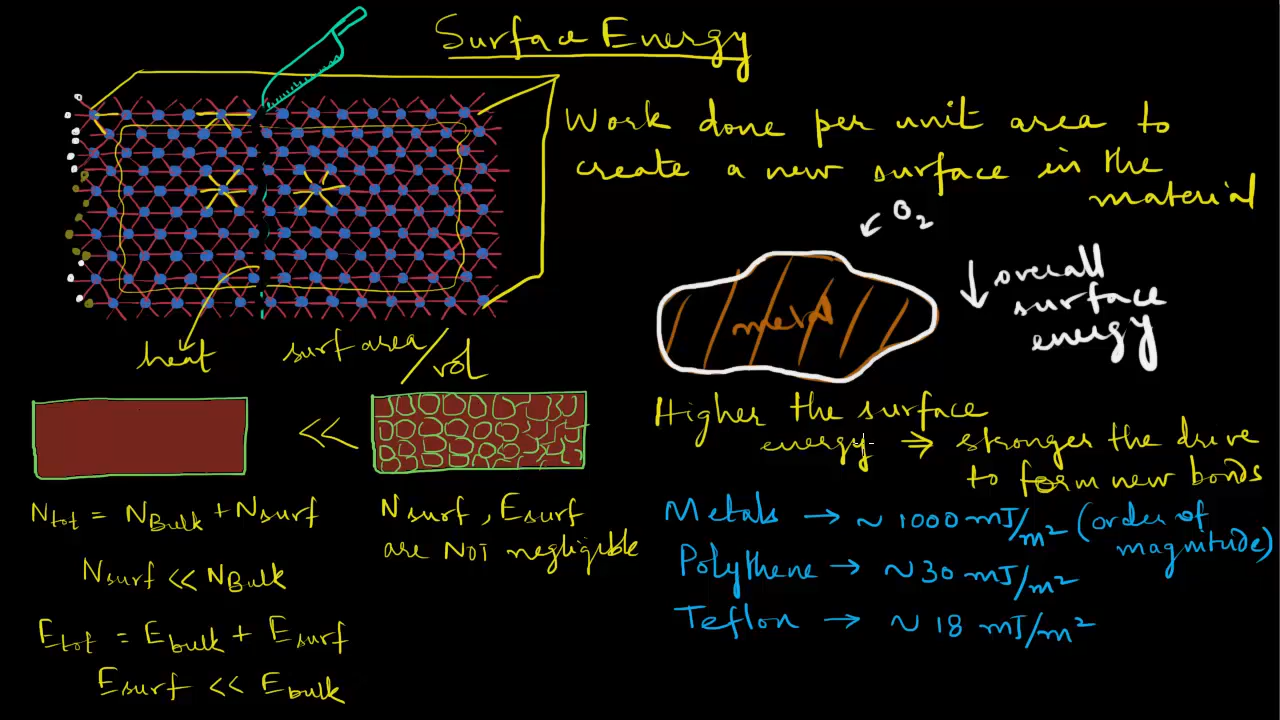 Surface Energy
Work done per unit area to
create a new surface in the
material
O2
metal
↓ overall
surface
energy
heat
surf area/vol
<<
Higher the surface
energy ⇒ stronger the drive
to form new bonds
Ntot = NBulk + Nsurf
Nsurf << NBulk
Etot = Ebulk + Esurf
Esurf << Ebulk
Nsurf, Esurf
are NOT negligible
Metals → ~ 1000 mJ/m² (order of
magnitude)
Polythene → ~ 30 mJ/m²
Teflon → ~ 18 mJ/m²